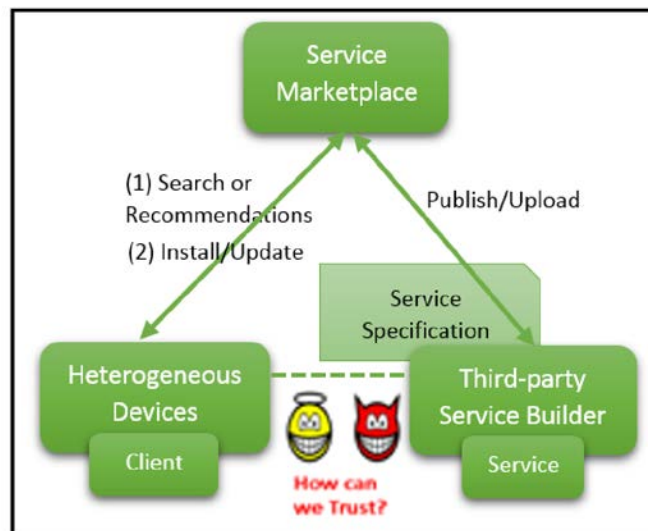 Service
Marketplace
(1) Search or
Recommendations
(2) Install/Update
Publish/Upload
Service
Specification
Heterogeneous
Devices
Client
Third-party
Service Builder
Service
How can
we Trust?